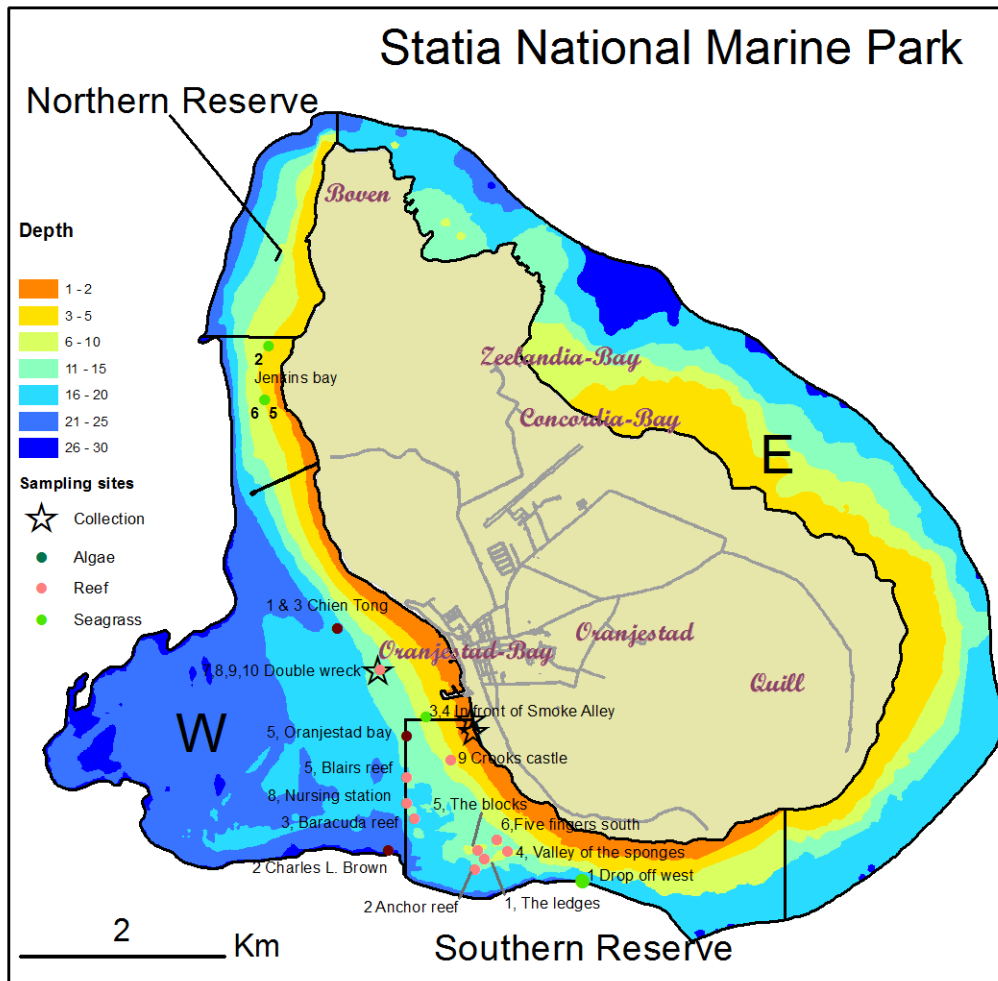 Statia National Marine Park
Northern Reserve
Boven
Depth
1 - 2
3 - 5
6 - 10
11 - 15
16 - 20
21 - 25
26 - 30
Sampling sites
Collection
Algae
Reef
Seagrass
2
Jenkins bay
6 5
Zeelandia-Bay
Concordia-Bay
E
1 & 3 Chien Tong
Oranjestad-Bay
Oranjestad
7,8,9,10 Double wreck
Quill
W
3,4 In front of Smoke Alley
5, Oranjestad bay
9 Crooks castle
5, Blairs reef
8, Nursing station
5, The blocks
3, Baracuda reef
6,Five fingers south
4, Valley of the sponges
2 Charles L. Brown
1 Drop off west
2 Anchor reef
1, The ledges
2
Km
Southern Reserve